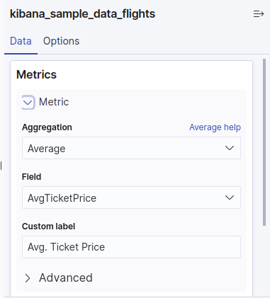 kibana_sample_data_flights
Data Options
Metrics
Metric
Aggregation Average help
Average
Field
AvgTicketPrice
Custom label
Avg. Ticket Price
Advanced